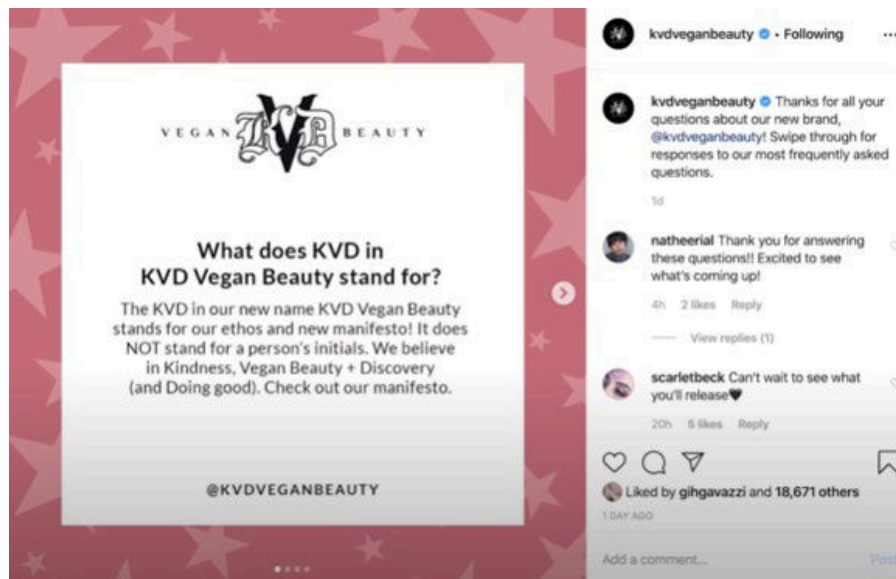 VEGAN KVD BEAUTY
What does KVD in
KVD Vegan Beauty stand for?
The KVD in our new name KVD Vegan Beauty
stands for our ethos and new manifesto! It does
NOT stand for a person's initials. We believe
in Kindness, Vegan Beauty + Discovery
(and Doing good). Check out our manifesto.
@KVDVEGANBEAUTY
kvdveganbeauty • Following
kvdveganbeauty Thanks for all your
questions about our new brand,
@kvdveganbeauty! Swipe through for
responses to our most frequently asked
questions.
1d
natheerial Thank you for answering
these questions!! Excited to see
what's coming up!
4h 2 likes Reply
View replies (1)
scarletbeck Can't wait to see what
you'll release🖤
20h 6 likes Reply
Liked by gihgavazzi and 18,671 others
1 DAY AGO
Add a comment...
Post